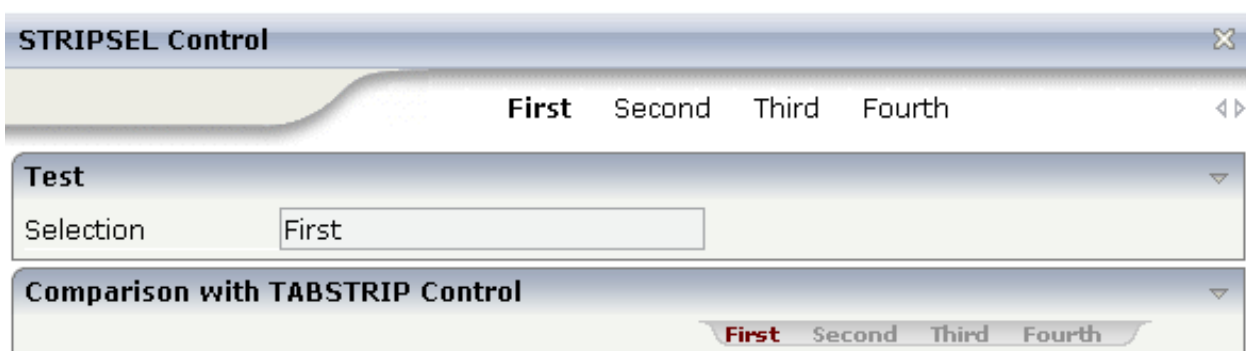 STRIPSEL Control
First Second Third Fourth
Test
Selection First
Comparison with TABSTRIP Control
First Second Third Fourth